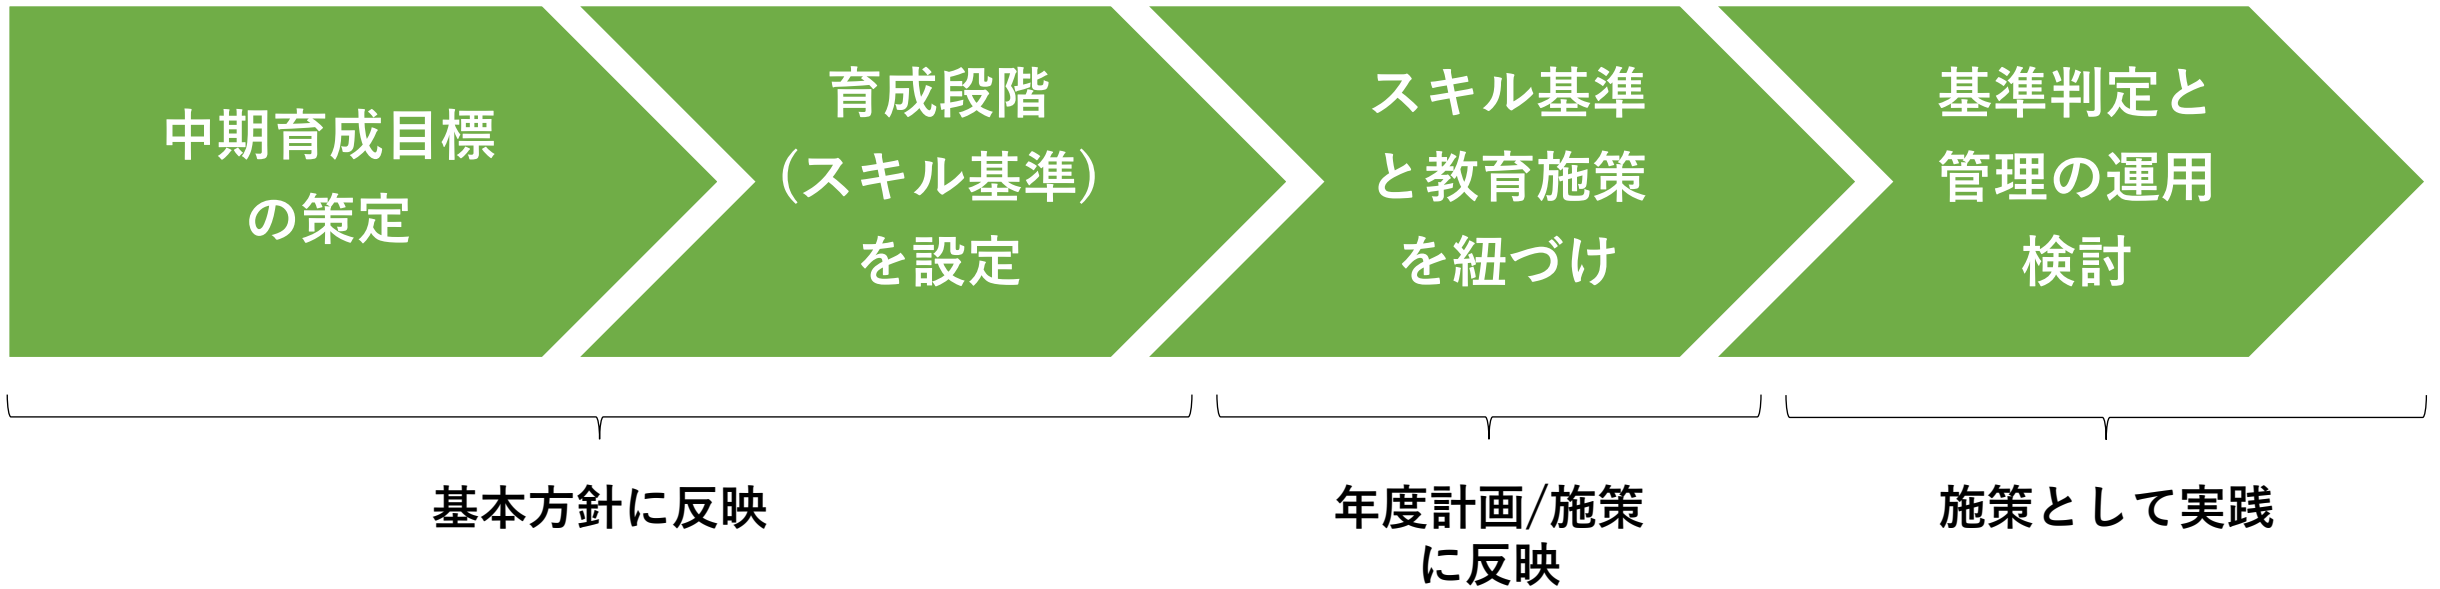 中期育成目標
の策定
育成段階
(スキル基準)
を設定
スキル基準
と教育施策
を紐づけ
基準判定と
管理の運用
検討
基本方針に反映
年度計画/施策
に反映
施策として実践